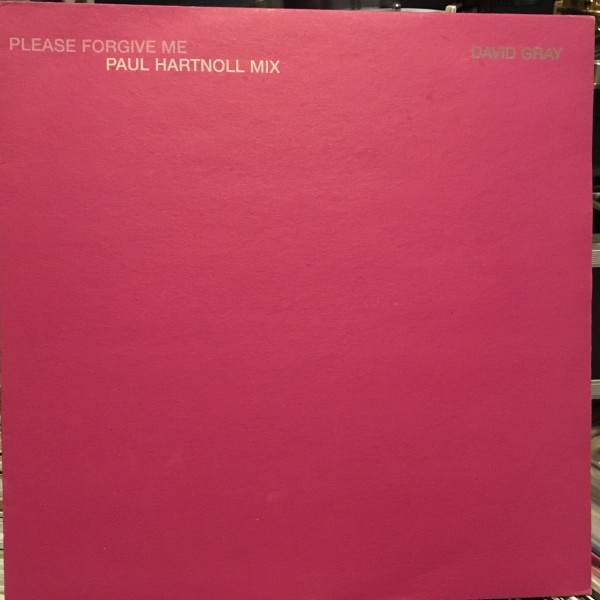 PLEASE FORGIVE ME
PAUL HARTNOLL MIX
DAVID GRAY